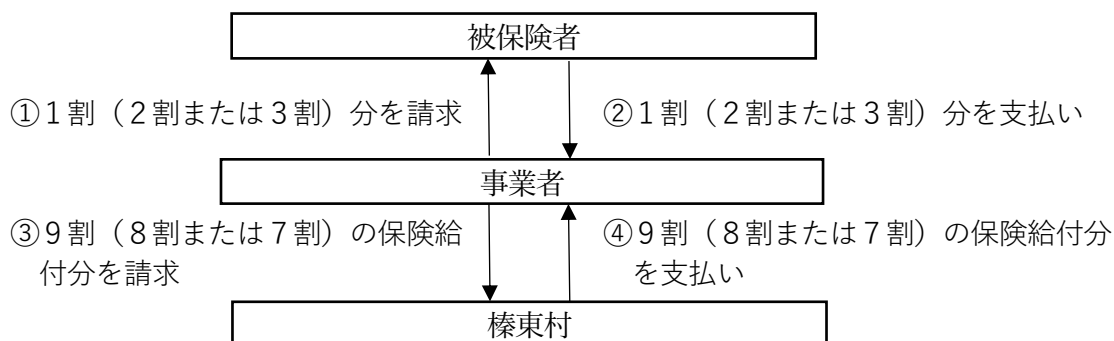 被保険者
①１割（２割または３割）分を請求
②１割（２割または３割）分を支払い
事業者
③９割（８割または７割）の保険給
付分を請求
④９割（８割または７割）の保険給付分
を支払い
榛東村